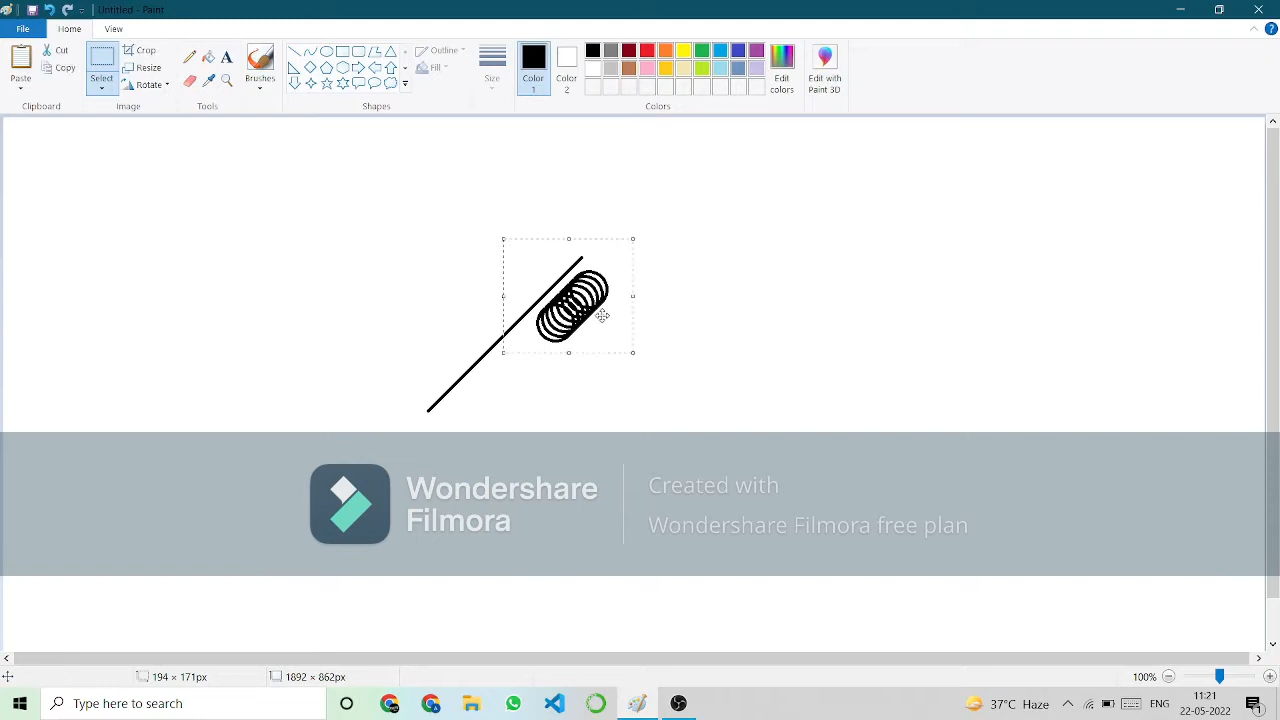 Untitled - Paint
File Home View
Paste
Cut
Copy
Clipboard
Select
Crop
Resize
Rotate
Image
Tools
Brushes
Shapes
Outline
Fill
Size
Color 1
Color 2
Colors
Edit colors
Edit with Paint 3D
Wondershare Filmora
Created with
Wondershare Filmora free plan
194 × 171px
1892 × 862px
100%
Type here to search
37°C Haze
ENG
11:21
22-05-2022